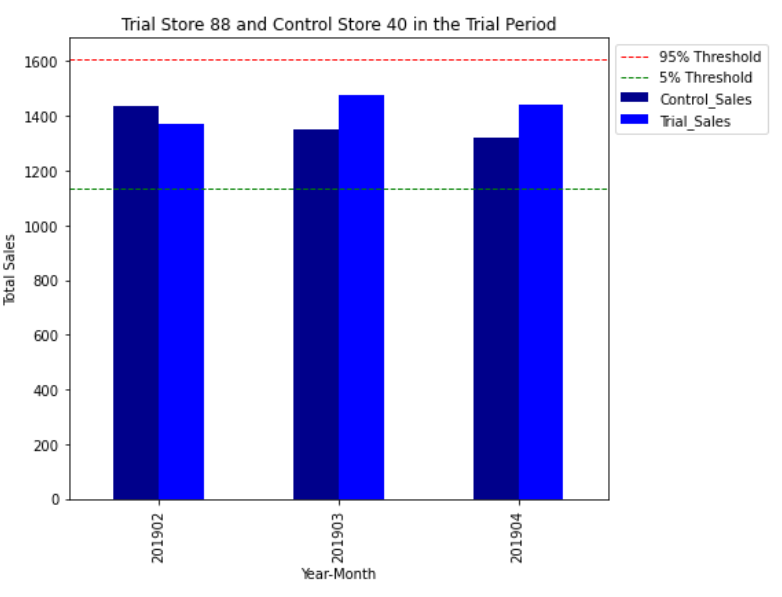 Trial Store 88 and Control Store 40 in the Trial Period
1600
1400
1200
1000
800
600
400
200
0
Total Sales
201902
201903
201904
Year-Month
95% Threshold
5% Threshold
Control_Sales
Trial_Sales